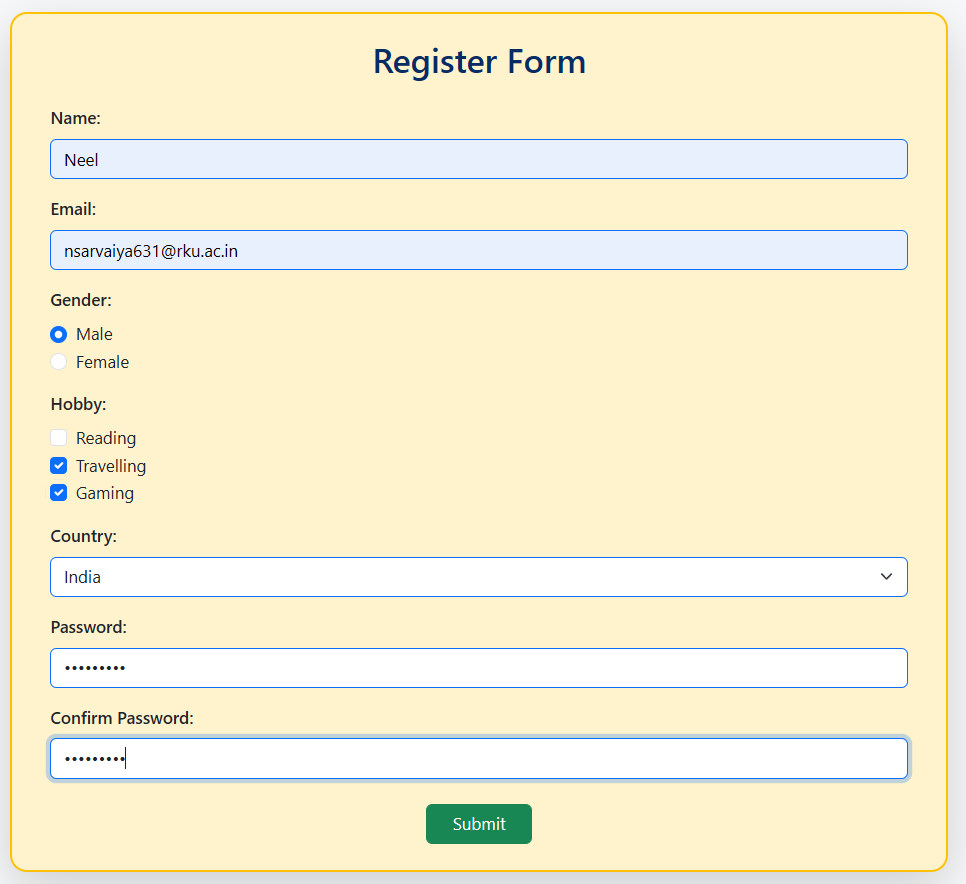 Register Form
Name:
Neel
Email:
nsarvaiya631@rku.ac.in
Gender:
Male
Female
Hobby:
Reading
Travelling
Gaming
Country:
India
Password:
•••••••••
Confirm Password:
•••••••••
Submit